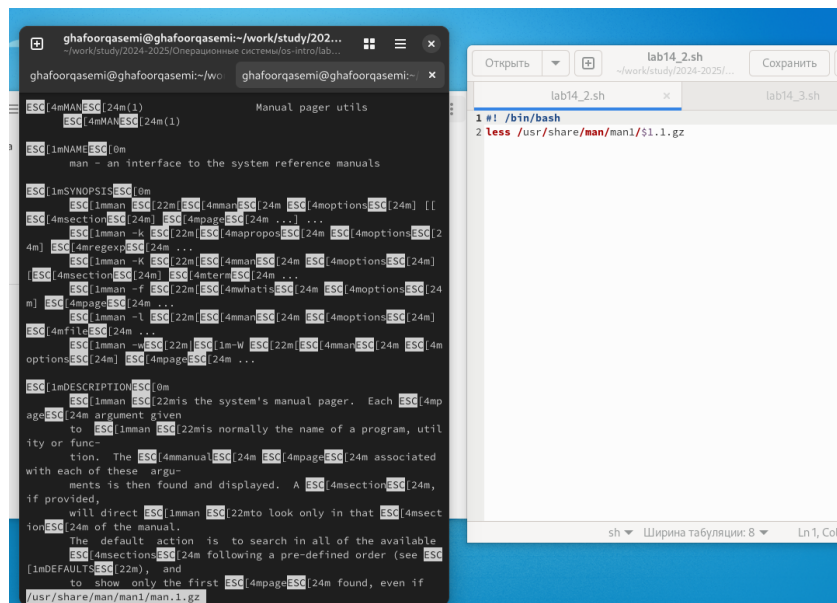 ghafoorqasemi@ghafoorqasemi:~/work/study/202...
~/work/study/2024-2025/Операционные системы/os-intro/lab...
ghafoorqasemi@ghafoorqasemi:~/wo
ghafoorqasemi@ghafoorqasemi:~/
ESC[4mMANESC[24m(1) Manual pager utils
ESC[4mMANESC[24m(1)
ESC[1mNAMEESC[0m
man - an interface to the system reference manuals
ESC[1mSYNOPSISESC[0m
ESC[1mman ESC[22m[ESC[4mmanESC[24m ESC[4moptionsESC[24m] [[
ESC[4msectionESC[24m] ESC[4mpageESC[24m ...] ...
ESC[1mman -k ESC[22m[ESC[4maproposESC[24m ESC[4moptionsESC[2
4m] ESC[4mregexpESC[24m ...
ESC[1mman -K ESC[22m[ESC[4mmanESC[24m ESC[4moptionsESC[24m]
[ESC[4msectionESC[24m] ESC[4mtermESC[24m ...
ESC[1mman -f ESC[22m[ESC[4mwhatisESC[24m ESC[4moptionsESC[24
m] ESC[4mpageESC[24m ...
ESC[1mman -l ESC[22m[ESC[4mmanESC[24m ESC[4moptionsESC[24m]
ESC[4mfileESC[24m ...
ESC[1mman -wESC[22m|ESC[1m-W ESC[22m[ESC[4mmanESC[24m ESC[4m
optionsESC[24m] ESC[4mpageESC[24m ...
ESC[1mDESCRIPTIONESC[0m
ESC[1mman ESC[22mis the system's manual pager. Each ESC[4mp
ageESC[24m argument given
to ESC[1mman ESC[22mis normally the name of a program, util
ity or func-
tion. The ESC[4mmanualESC[24m ESC[4mpageESC[24m associated
with each of these argu-
ments is then found and displayed. A ESC[4msectionESC[24m,
if provided,
will direct ESC[1mman ESC[22mto look only in that ESC[4msect
ionESC[24m of the manual.
The default action is to search in all of the available
ESC[4msectionsESC[24m following a pre-defined order (see ESC
[1mDEFAULTSESC[22m), and
to show only the first ESC[4mpageESC[24m found, even if
/usr/share/man/man1/man.1.gz
Открыть
lab14_2.sh
~/work/study/2024-2025/...
Сохранить
lab14_2.sh
lab14_3.sh
1 #! /bin/bash
2 less /usr/share/man/man1/$1.1.gz
sh Ширина табуляции: 8 Ln 1, Col